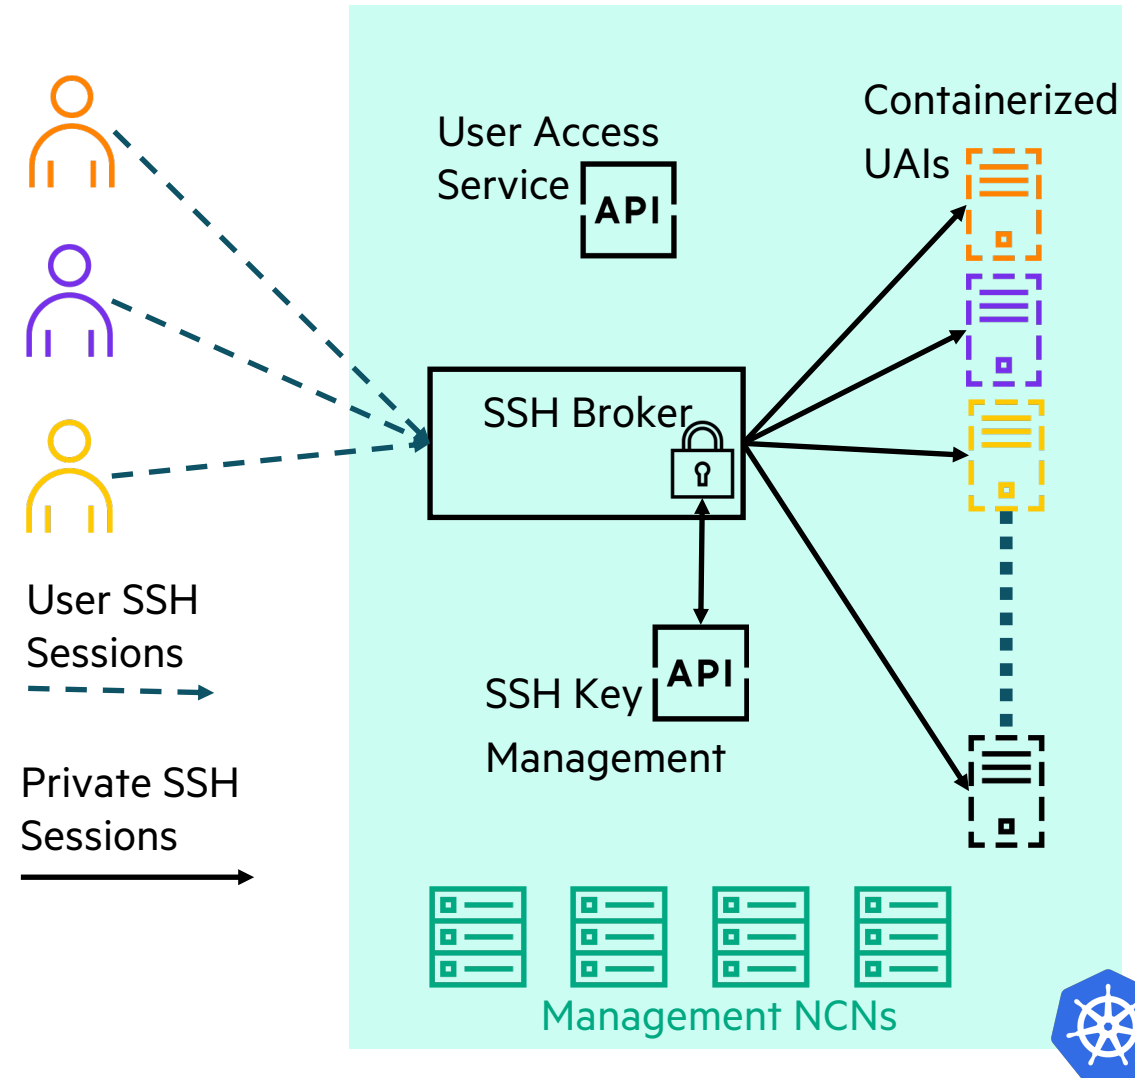 User Access
Service
API
Containerized
UAIs
SSH Broker
User SSH
Sessions
API
SSH Key
Management
Private SSH
Sessions
Management NCNs